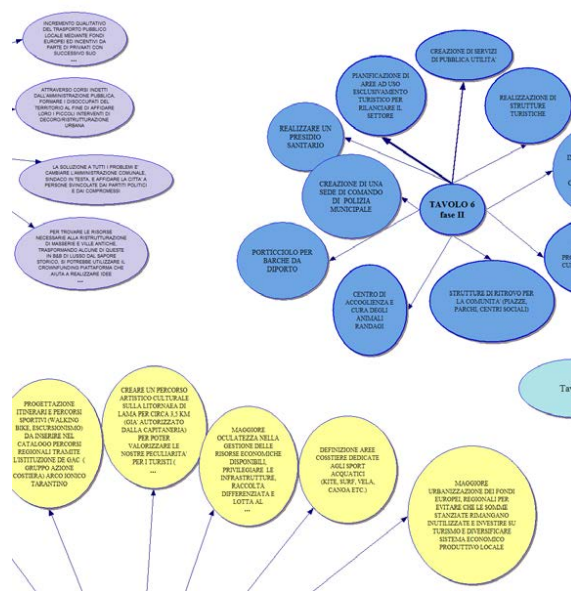 INCREMENTO QUALITATIVO
DEL TRASPORTO PUBBLICO
LOCALE MEDIANTE FONDI
EUROPEI ED INCENTIVI DA
PARTE DI PRIVATI CON
SUCCESSIVO SUO
....
ATTRAVERSO CORSI INDETTI
DALL'AMMINISTRAZIONE PUBBLICA,
FORMARE I DISOCCUPATI DEL
TERRITORIO AL FINE DI AFFIDARE
LORO I PICCOLI INTERVENTI DI
DECORO/RISTRUTTURAZIONE
URBANA
LA SOLUZIONE A TUTTI I PROBLEMI E'
CAMBIARE L'AMMINISTRAZIONE COMUNALE,
SINDACO IN TESTA, E AFFIDARE LA CITTA' A
PERSONE SVINCOLATE DAI PARTITI POLITICI
E DAI COMPROMESSI
PER TROVARE LE RISORSE
NECESSARIE ALLA RISTRUTTURAZIONE
DI MASSERIE E VILLE ANTICHE,
TRASFORMANDO ALCUNE DI QUESTE
IN B&B DI LUSSO DAL SAPORE
STORICO, SI POTREBBE UTILIZZARE IL
CROWNFUNDING PIATTAFORMA CHE
AIUTA A REALIZZARE IDEE
....
CREAZIONE DI SERVIZI
DI PUBBLICA UTILITA'
PIANIFICAZIONE DI
AREE AD USO
ESCLUSIVAMENTO
TURISTICO PER
RILANCIARE IL
SETTORE
REALIZZAZIONE DI
STRUTTURE
TURISTICHE
REALIZZARE UN
PRESIDIO
SANITARIO
CREAZIONE DI UNA
SEDE DI COMANDO
DI POLIZIA
MUNICIPALE
TAVOLO 6
fase II
PORTICCIOLO PER
BARCHE DA
DIPORTO
CENTRO DI
ACCOGLIENZA E
CURA DEGLI
ANIMALI
RANDAGI
STRUTTURE DI RITROVO PER
LA COMUNITA' (PIAZZE,
PARCHI, CENTRI SOCIALI)
PRO
CU
Tav
PROGETTAZIONE
ITINERARI E PERCORSI
SPORTIVI (WALKING
BIKE, ESCURSIONISMO)
DA INSERIRE NEL
CATALOGO PERCORSI
REGIONALI TRAMITE
L'ISTITUZIONE DE GAC (
GRUPPO AZIONE
COSTIERA) ARCO IONICO
TARANTINO
CREARE UN PERCORSO
ARTISTICO CULTURALE
SULLA LITORNAEA DI
LAMA PER CIRCA 3,5 KM
(GIA' AUTORIZZATO
DALLA CAPITANERIA)
PER POTER
VALORIZZARE LE
NOSTRE PECULIARITA'
PER I TURISTI (
....
MAGGIORE
OCULATEZZA NELLA
GESTIONE DELLE
RISORSE ECONOMICHE
DISPONIBILI,
PRIVILEGIARE LE
INFRASTRUTTURE,
RACCOLTA
DIFFERENZIATA E
LOTTA AL
....
DEFINIZIONE AREE
COSSTIERE DEDICATE
AGLI SPORT
ACQUATICI
(KITE, SURF, VELA,
CANOA ETC.)
MAGGIORE
URBANIZZAZIONE DEI FONDI
EUROPEI, REGIONALI PER
EVITARE CHE LE SOMME
STANZIATE RIMANGANO
INUTILIZZATE E INVESTIRE SU
TURISMO E DIVERSIFICARE
SISTEMA ECONOMICO
PRODUTTIVO LOCALE